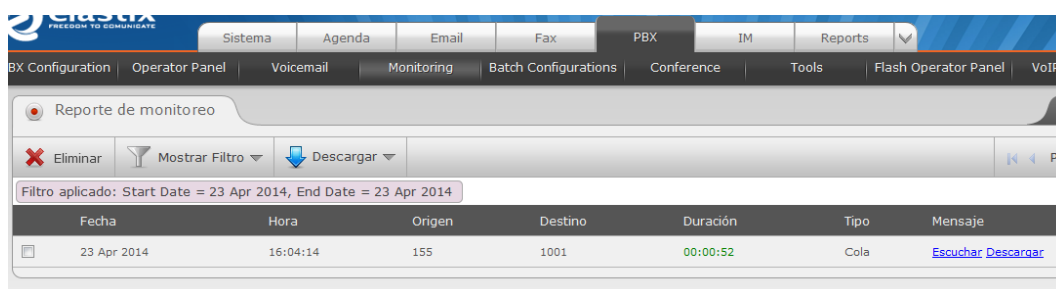 elastix
FREEDOM TO COMUNICATE
Sistema Agenda Email Fax PBX IM Reports
BX Configuration Operator Panel Voicemail Monitoring Batch Configurations Conference Tools Flash Operator Panel VoIP
Reporte de monitoreo
Eliminar Mostrar Filtro Descargar P
Filtro aplicado: Start Date = 23 Apr 2014, End Date = 23 Apr 2014
Fecha Hora Origen Destino Duración Tipo Mensaje
23 Apr 2014 16:04:14 155 1001 00:00:52 Cola Escuchar Descargar